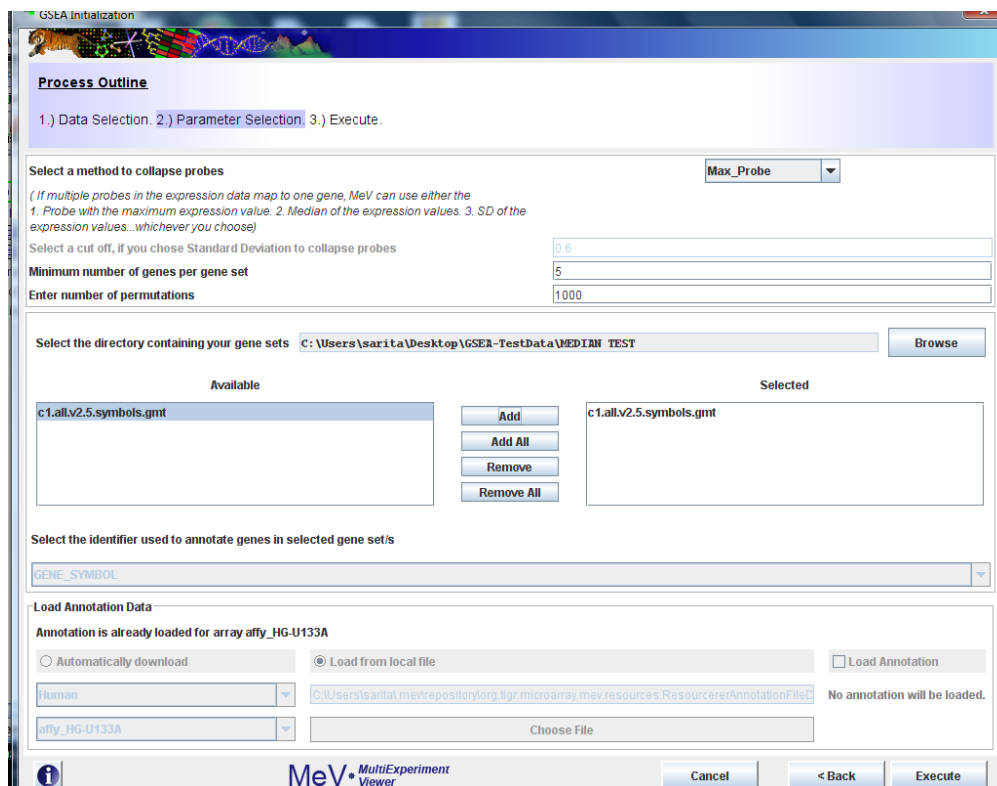 GSEA Initialization
Process Outline
1.) Data Selection. 2.) Parameter Selection. 3.) Execute.
Select a method to collapse probes
Max_Probe
( If multiple probes in the expression data map to one gene, MeV can use either the
1. Probe with the maximum expression value. 2. Median of the expression values. 3. SD of the
expression values...whichever you choose)
Select a cut off, if you chose Standard Deviation to collapse probes
0.6
Minimum number of genes per gene set
5
Enter number of permutations
1000
Select the directory containing your gene sets
C:\Users\sarita\Desktop\GSEA-TestData\MEDIAN TEST
Browse
Available
Selected
c1.all.v2.5.symbols.gmt
c1.all.v2.5.symbols.gmt
Add
Add All
Remove
Remove All
Select the identifier used to annotate genes in selected gene set/s
GENE_SYMBOL
Load Annotation Data
Annotation is already loaded for array affy_HG-U133A
Automatically download
Load from local file
Load Annotation
Human
C:\Users\sarita\.mev\repository\org.tigr.microarray.mev.resources.ResourcererAnnotationFileD
No annotation will be loaded.
affy_HG-U133A
Choose File
MeV MultiExperiment
Viewer
Cancel
< Back
Execute